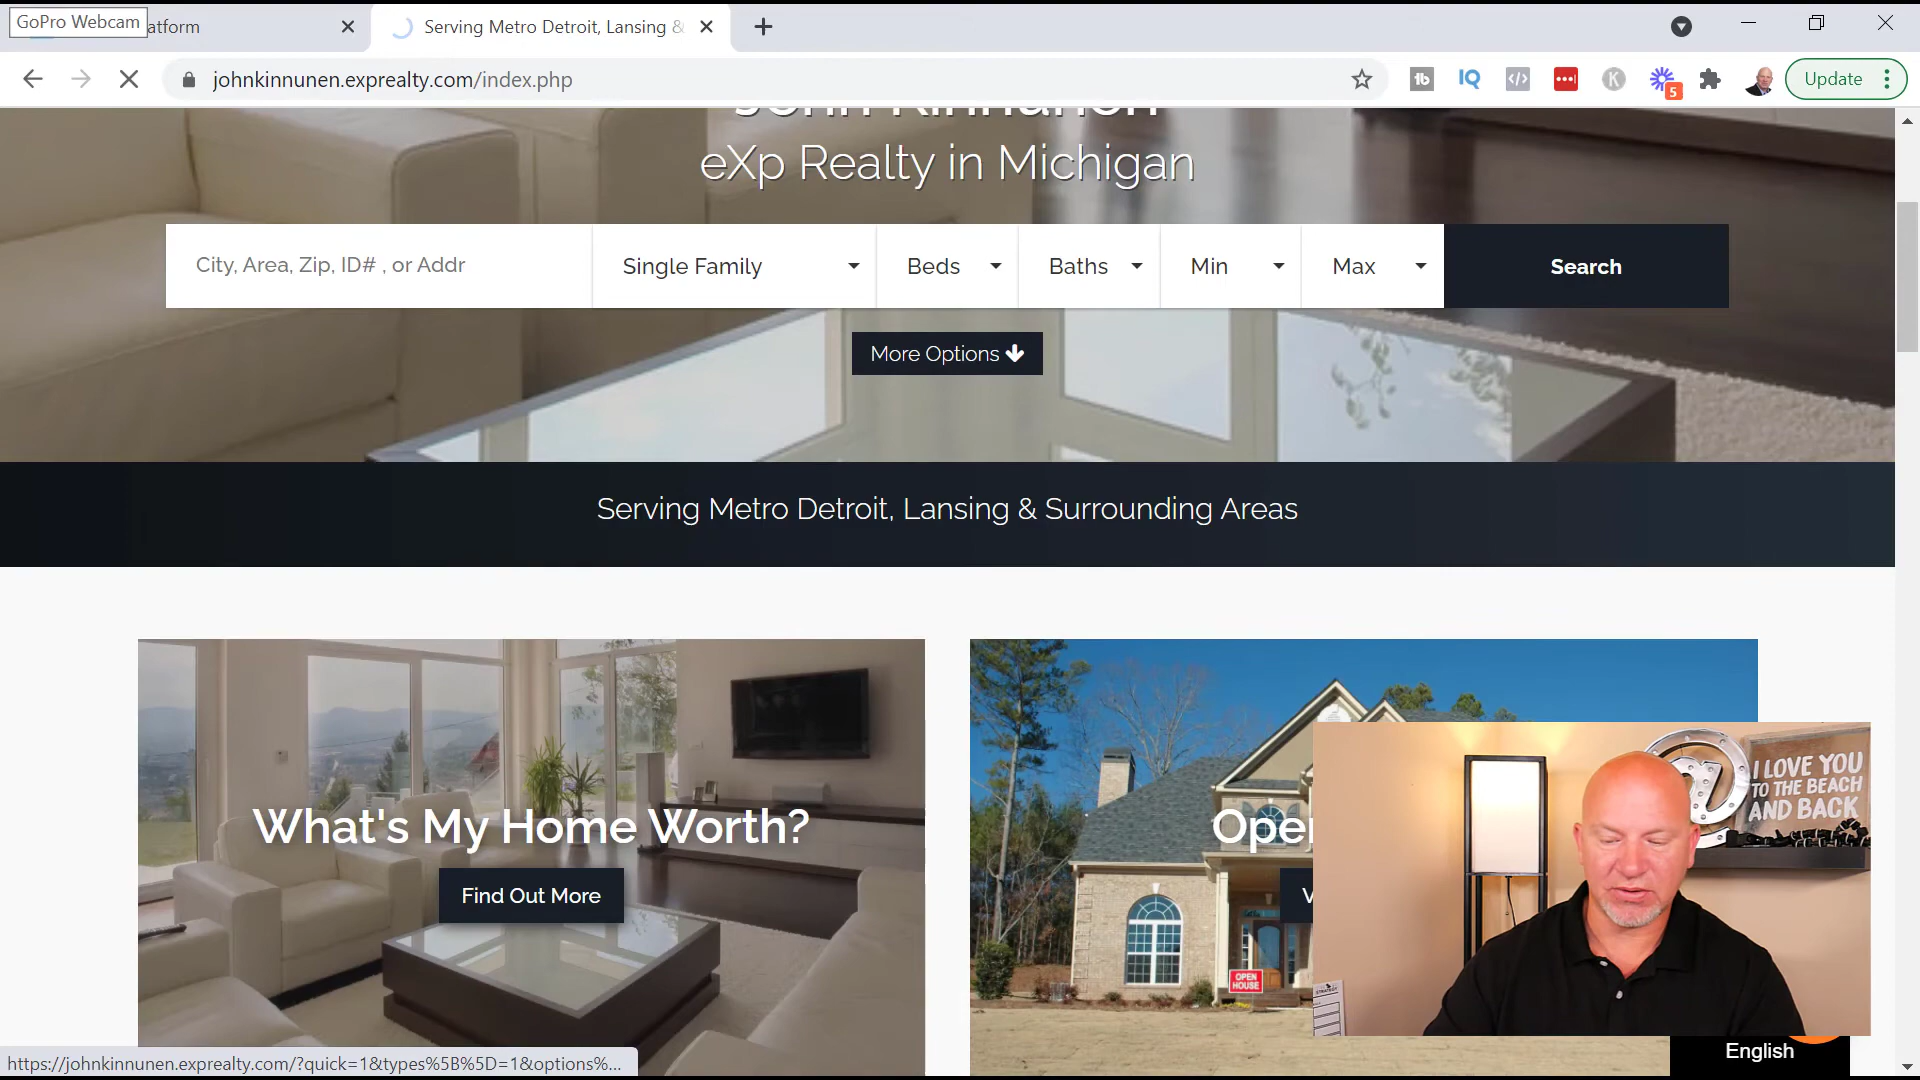 GoPro Webcam
atform
Serving Metro Detroit, Lansing &
johnkinnunen.exprealty.com/index.php
5
Update
John Kinnunen
eXp Realty in Michigan
City, Area, Zip, ID# , or Addr
Single Family
Beds
Baths
Min
Max
Search
More Options
Serving Metro Detroit, Lansing & Surrounding Areas
What's My Home Worth?
Find Out More
Ope
OPEN
HOUSE
I LOVE YOU
TO THE BEACH
AND BACK
STRATEGY
English
https://johnkinnunen.exprealty.com/?quick=1&types%5B%5D=1&options%...